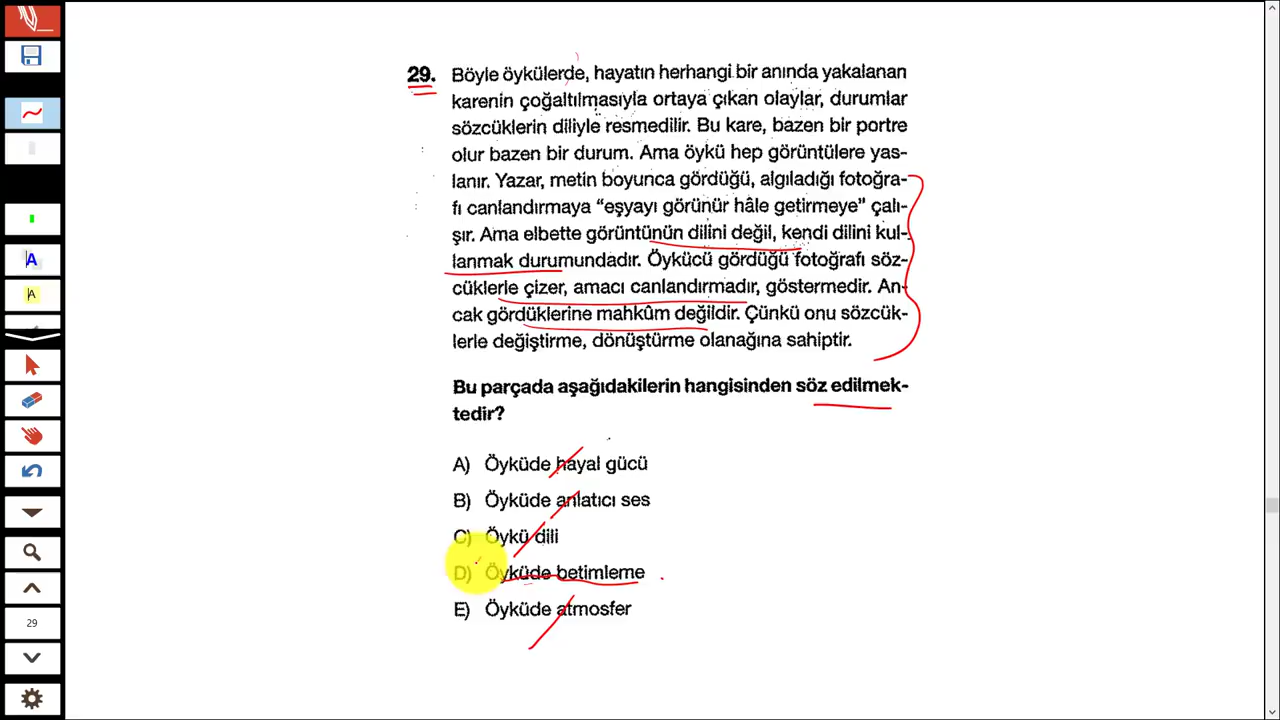 29. Böyle öykülerde, hayatın herhangi bir anında yakalanan
karenin çoğaltılmasıyla ortaya çıkan olaylar, durumlar
sözcüklerin diliyle resmedilir. Bu kare, bazen bir portre
olur bazen bir durum. Ama öykü hep görüntülere yas-
lanır. Yazar, metin boyunca gördüğü, algıladığı fotoğra-
fı canlandırmaya “eşyayı görünür hâle getirmeye” çalı-
şır. Ama elbette görüntünün dilini değil, kendi dilini kul-
lanmak durumundadır. Öykücü gördüğü fotoğrafı söz-
cüklerle çizer, amacı canlandırmadır, göstermedir. An-
cak gördüklerine mahkûm değildir. Çünkü onu sözcük-
lerle değiştirme, dönüştürme olanağına sahiptir.
Bu parçada aşağıdakilerin hangisinden söz edilmek-
tedir?
A) Öyküde hayal gücü
B) Öyküde anlatıcı ses
C) Öykü dili
D) Öyküde betimleme
E) Öyküde atmosfer
A
A
29